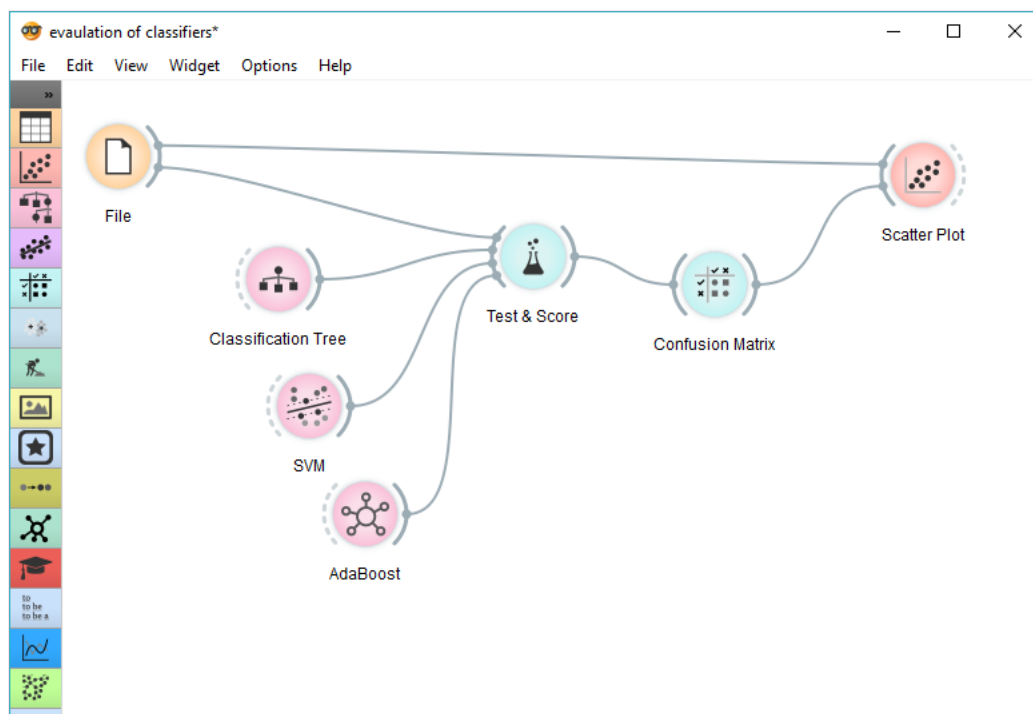 evaulation of classifiers*
File Edit View Widget Options Help
»
File
Scatter Plot
Test & Score
Classification Tree
Confusion Matrix
SVM
AdaBoost
to
to be
to be a